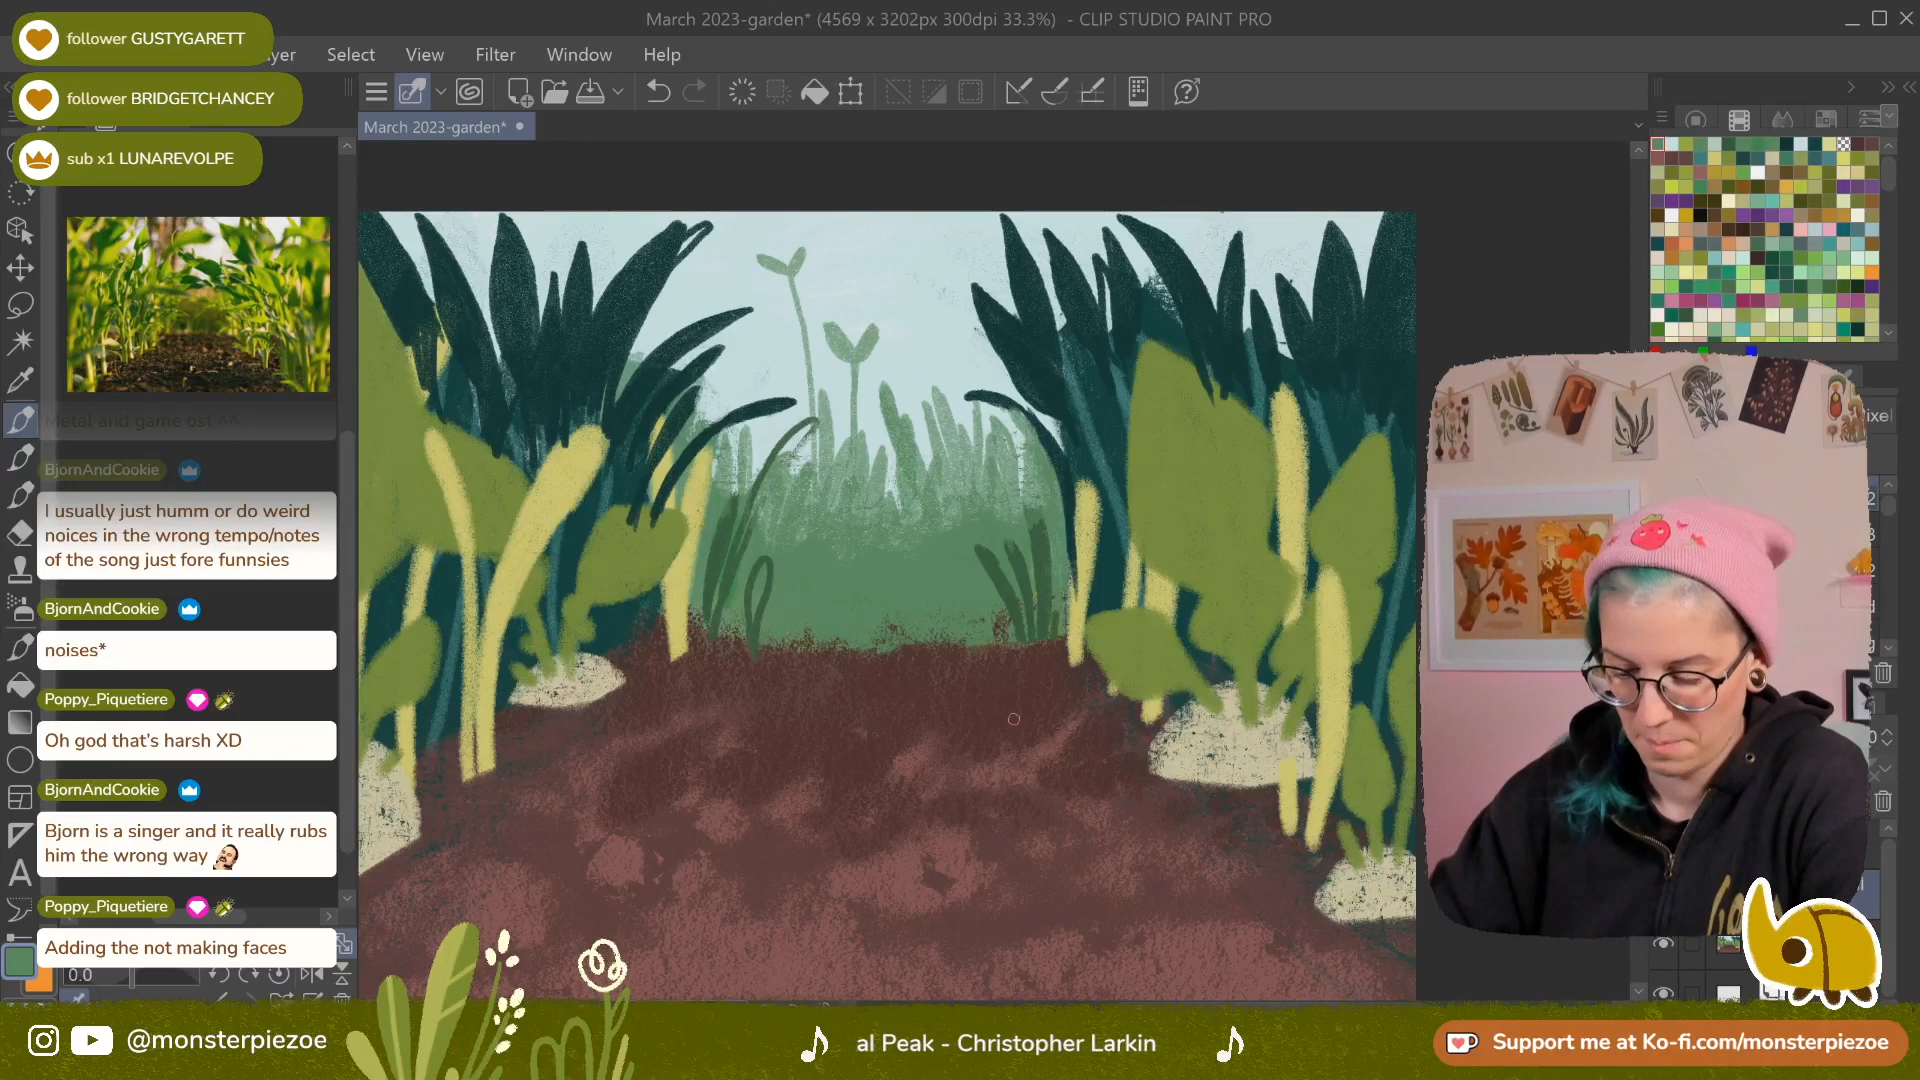 March 2023-garden* (4569 x 3202px 300dpi 33.3%) - CLIP STUDIO PAINT PRO
follower GUSTYGARETT
Select View Filter Window Help
follower BRIDGETCHANCEY
March 2023-garden*
sub x1 LUNAREVOLPE
Metal and game ost ^^
BjornAndCookie
I usually just humm or do weird
noices in the wrong tempo/notes
of the song just fore funnsies
BjornAndCookie
noises*
Poppy_Piquetiere
Oh god that's harsh XD
BjornAndCookie
Bjorn is a singer and it really rubs
him the wrong way
Poppy_Piquetiere
Adding the not making faces
0.0
@monsterpiezoe
al Peak - Christopher Larkin
Support me at Ko-fi.com/monsterpiezoe